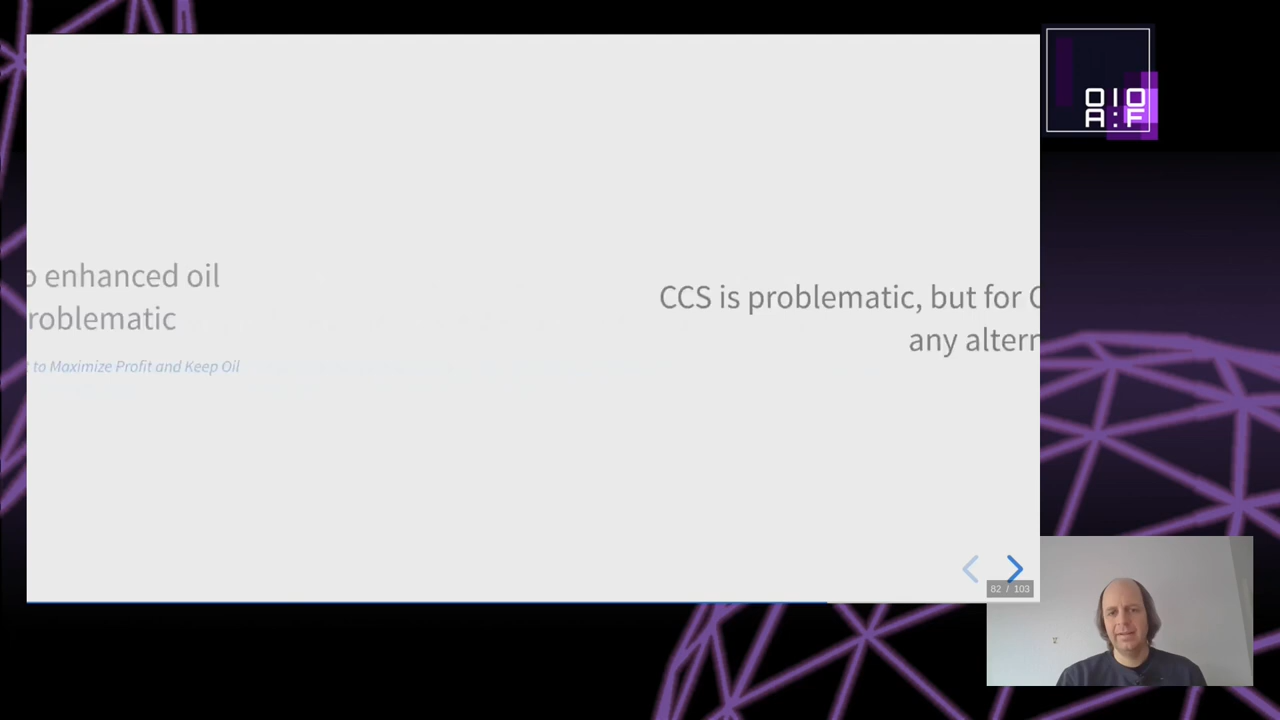 enhanced oil
roblematic
to Maximize Profit and Keep Oil
CCS is problematic, but for
any altern
82 / 103
OIO
A:F